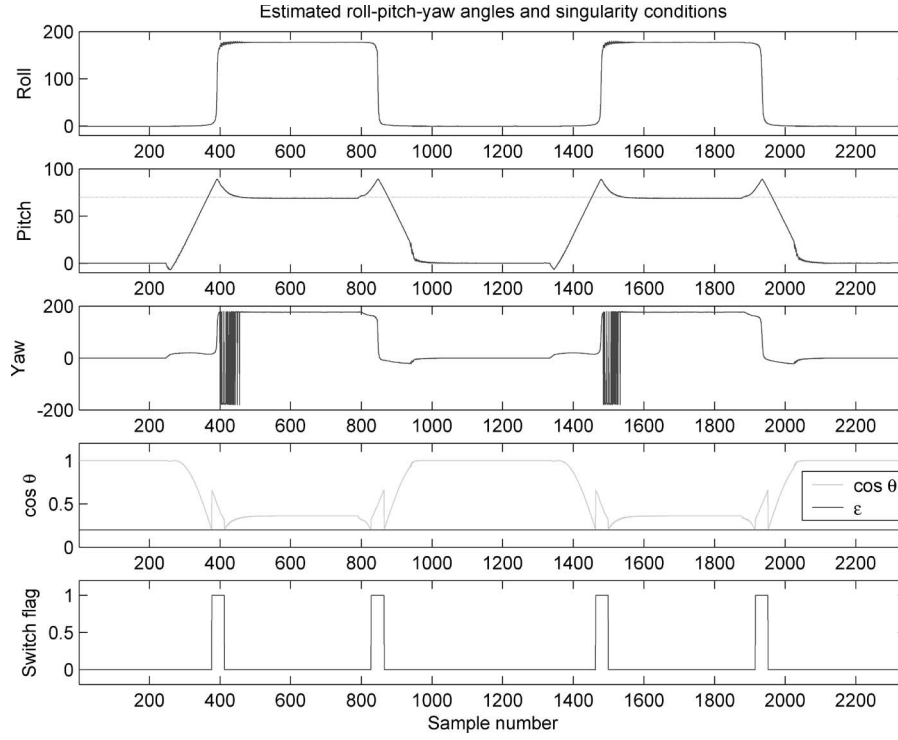 Estimated roll-pitch-yaw angles and singularity conditions
200
100
0
Roll
200 400 600 800 1000 1200 1400 1600 1800 2000 2200
100
50
0
Pitch
200 400 600 800 1000 1200 1400 1600 1800 2000 2200
200
0
-200
Yaw
200 400 600 800 1000 1200 1400 1600 1800 2000 2200
1
0.5
0
cos θ
cos θ
ε
200 400 600 800 1000 1200 1400 1600 1800 2000 2200
1
0.5
0
Switch flag
200 400 600 800 1000 1200 1400 1600 1800 2000 2200
Sample number